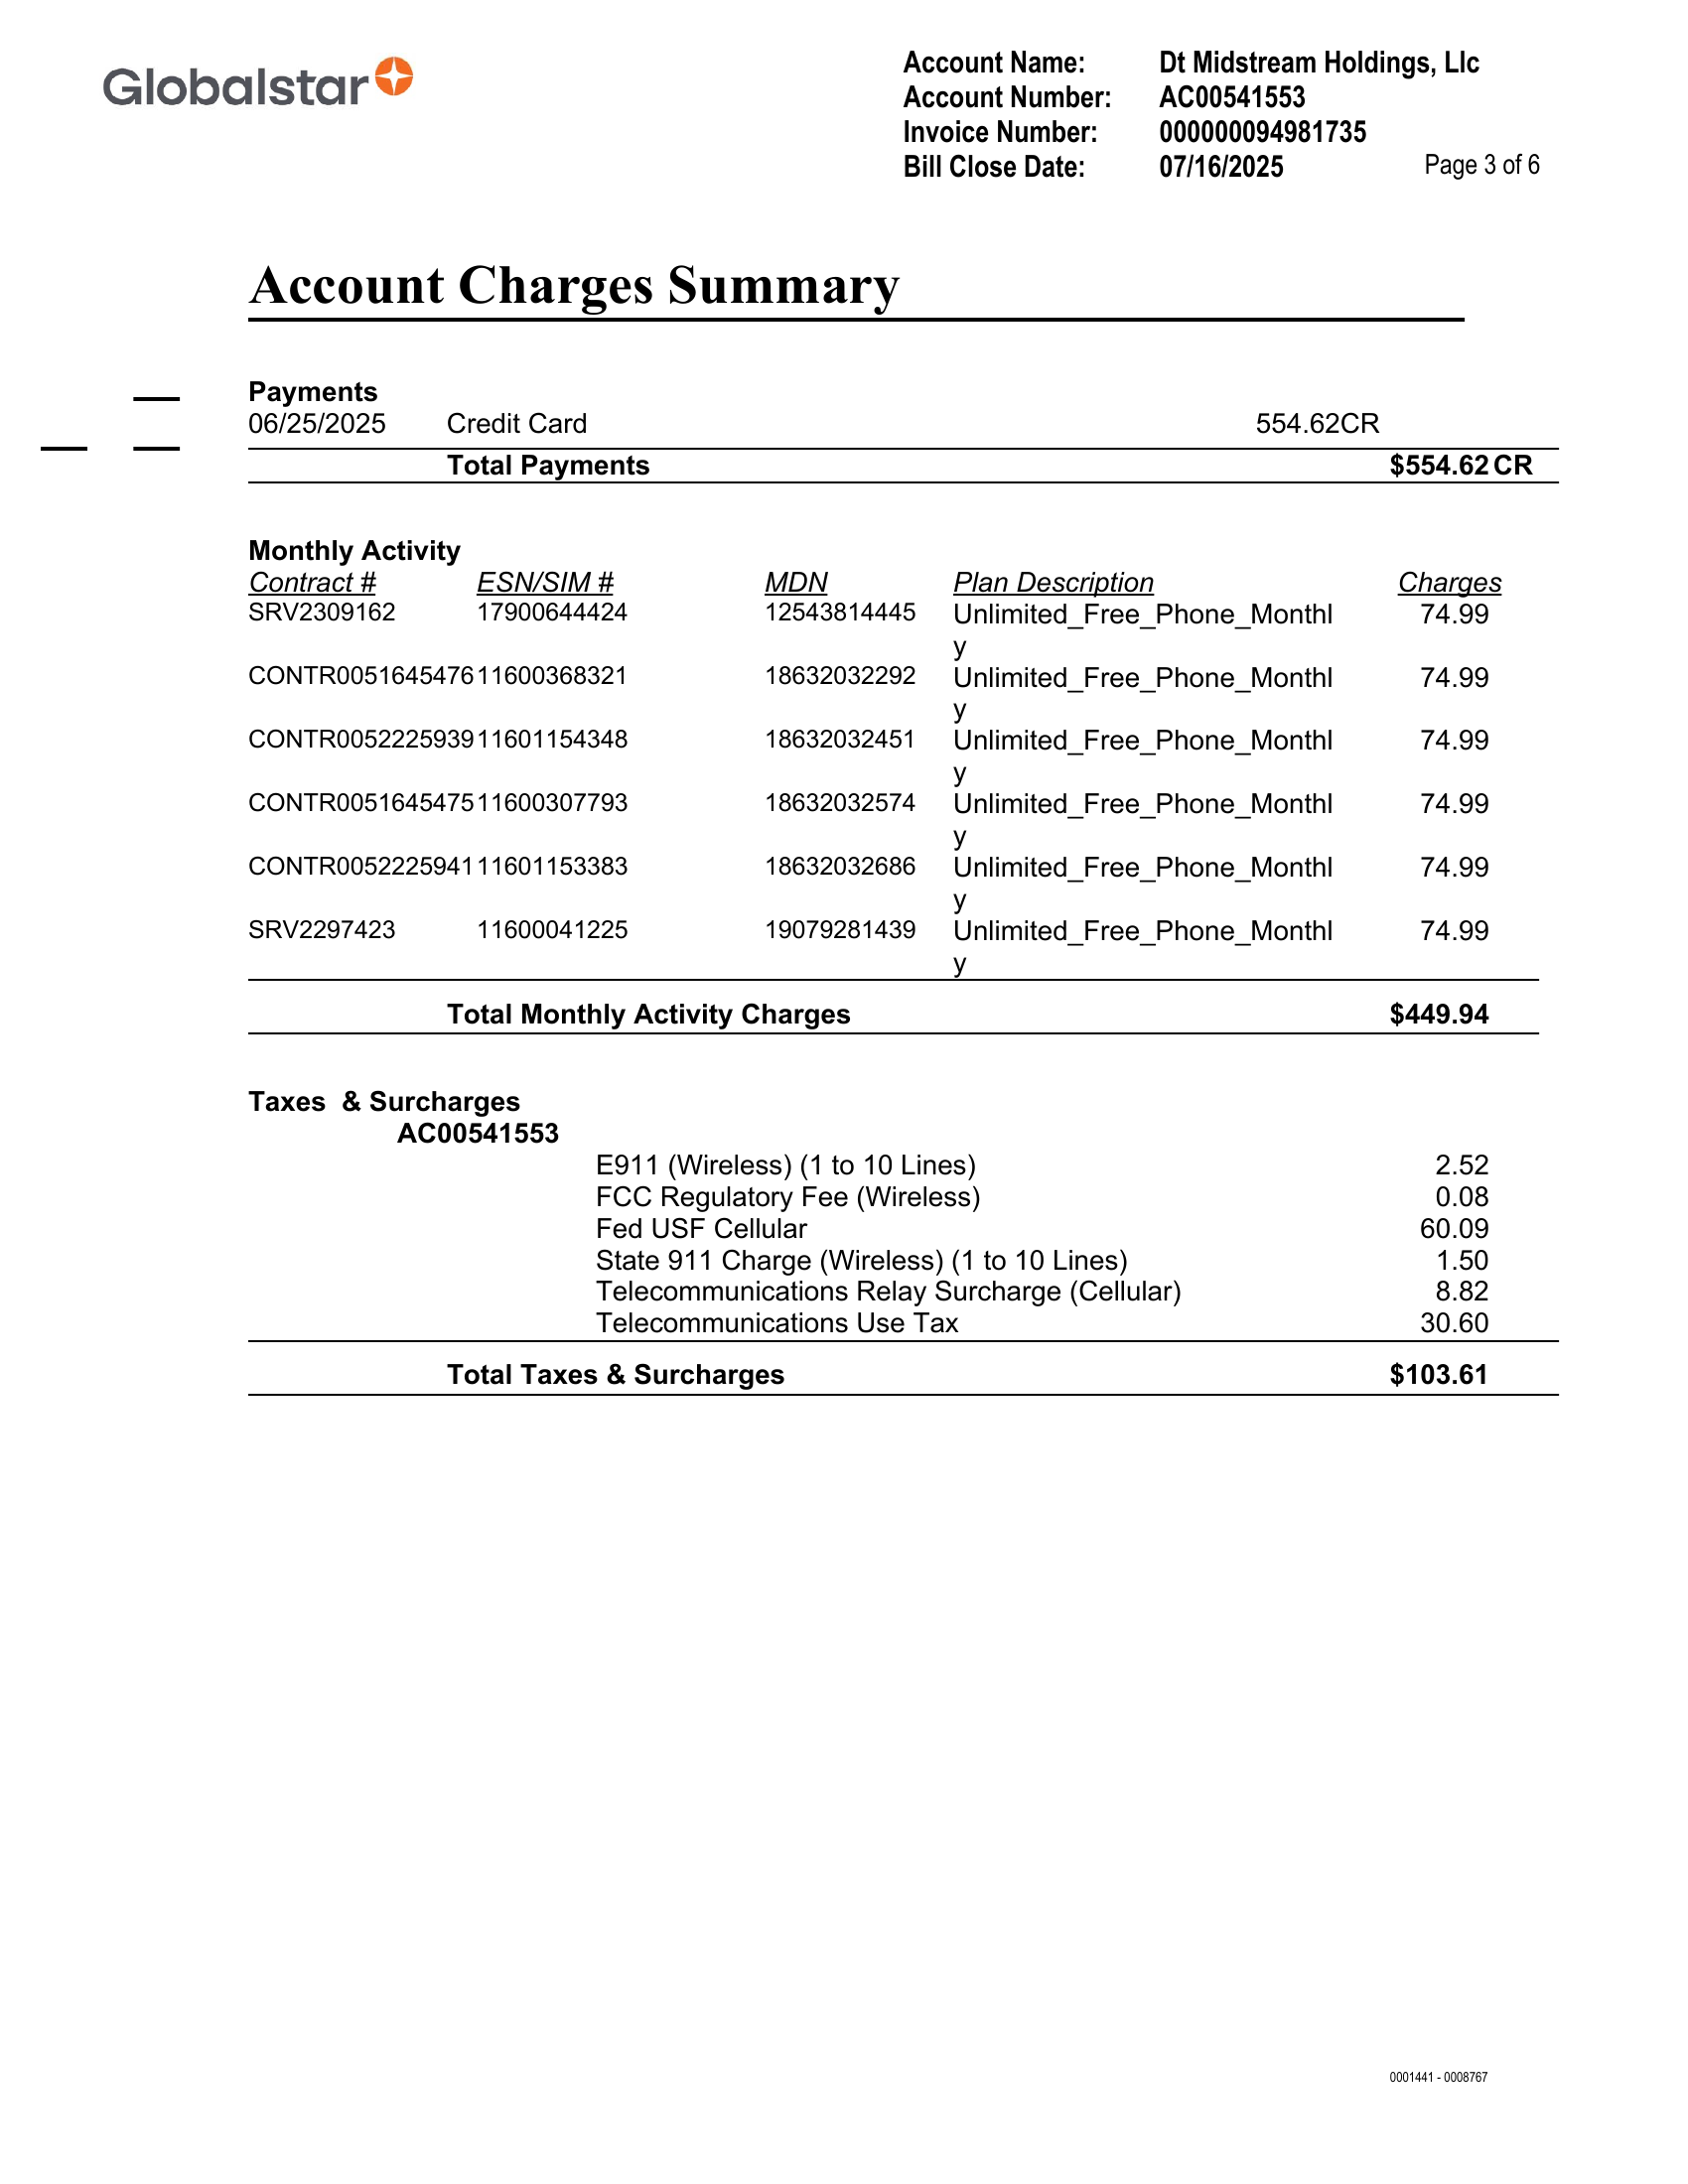 Globalstar
Account Name: Dt Midstream Holdings, Llc
Account Number: AC00541553
Invoice Number: 000000094981735
Bill Close Date: 07/16/2025 Page 3 of 6
Account Charges Summary
Payments
06/25/2025 Credit Card 554.62CR
Total Payments $554.62 CR
Monthly Activity
Contract # ESN/SIM # MDN Plan Description Charges
SRV2309162 17900644424 12543814445 Unlimited_Free_Phone_Monthl 74.99
y
CONTR0051645476 11600368321 18632032292 Unlimited_Free_Phone_Monthl 74.99
y
CONTR0052225939 11601154348 18632032451 Unlimited_Free_Phone_Monthl 74.99
y
CONTR0051645475 11600307793 18632032574 Unlimited_Free_Phone_Monthl 74.99
y
CONTR0052225941 11601153383 18632032686 Unlimited_Free_Phone_Monthl 74.99
y
SRV2297423 11600041225 19079281439 Unlimited_Free_Phone_Monthl 74.99
y
Total Monthly Activity Charges $449.94
Taxes & Surcharges
AC00541553
E911 (Wireless) (1 to 10 Lines) 2.52
FCC Regulatory Fee (Wireless) 0.08
Fed USF Cellular 60.09
State 911 Charge (Wireless) (1 to 10 Lines) 1.50
Telecommunications Relay Surcharge (Cellular) 8.82
Telecommunications Use Tax 30.60
Total Taxes & Surcharges $103.61
0001441 - 0008767